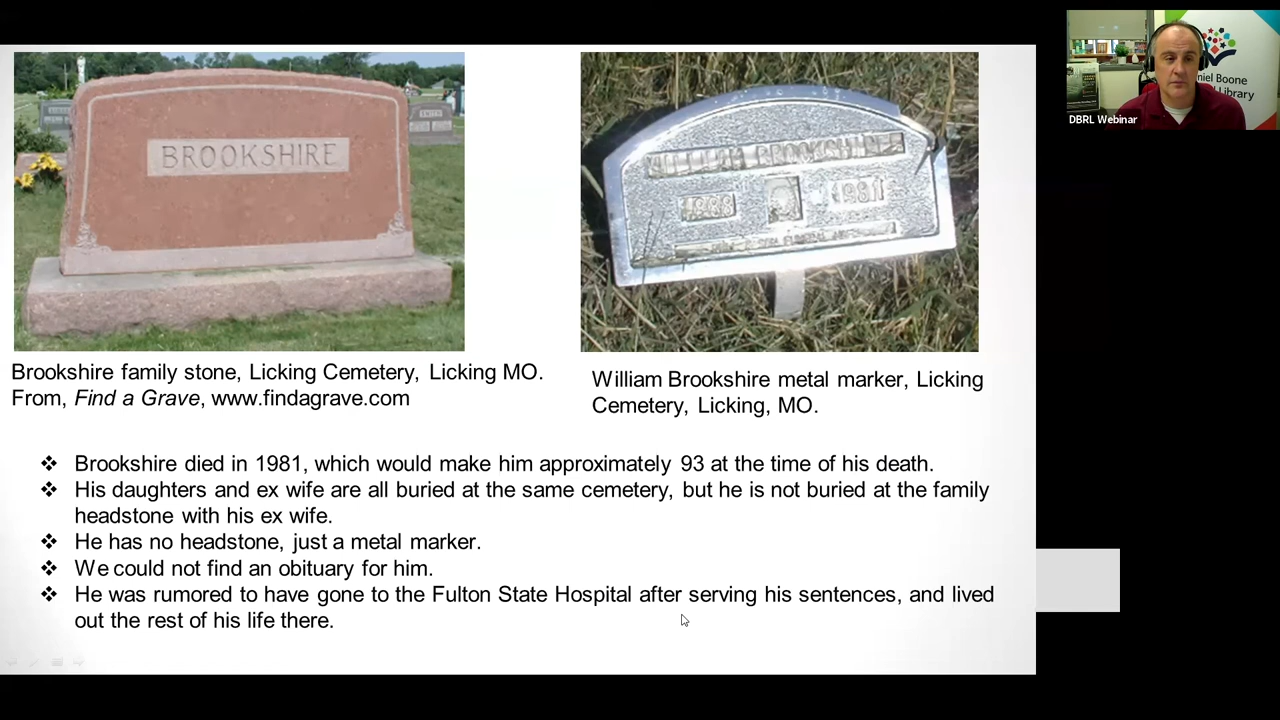 BROOKSHIRE
WILLIAM BROOKSHIRE
1888
1981
niel Boone
l Library
DBRL Webinar
Brookshire family stone, Licking Cemetery, Licking MO.
From, Find a Grave, www.findagrave.com
William Brookshire metal marker, Licking
Cemetery, Licking, MO.
❖ Brookshire died in 1981, which would make him approximately 93 at the time of his death.
❖ His daughters and ex wife are all buried at the same cemetery, but he is not buried at the family
headstone with his ex wife.
❖ He has no headstone, just a metal marker.
❖ We could not find an obituary for him.
❖ He was rumored to have gone to the Fulton State Hospital after serving his sentences, and lived
out the rest of his life there.